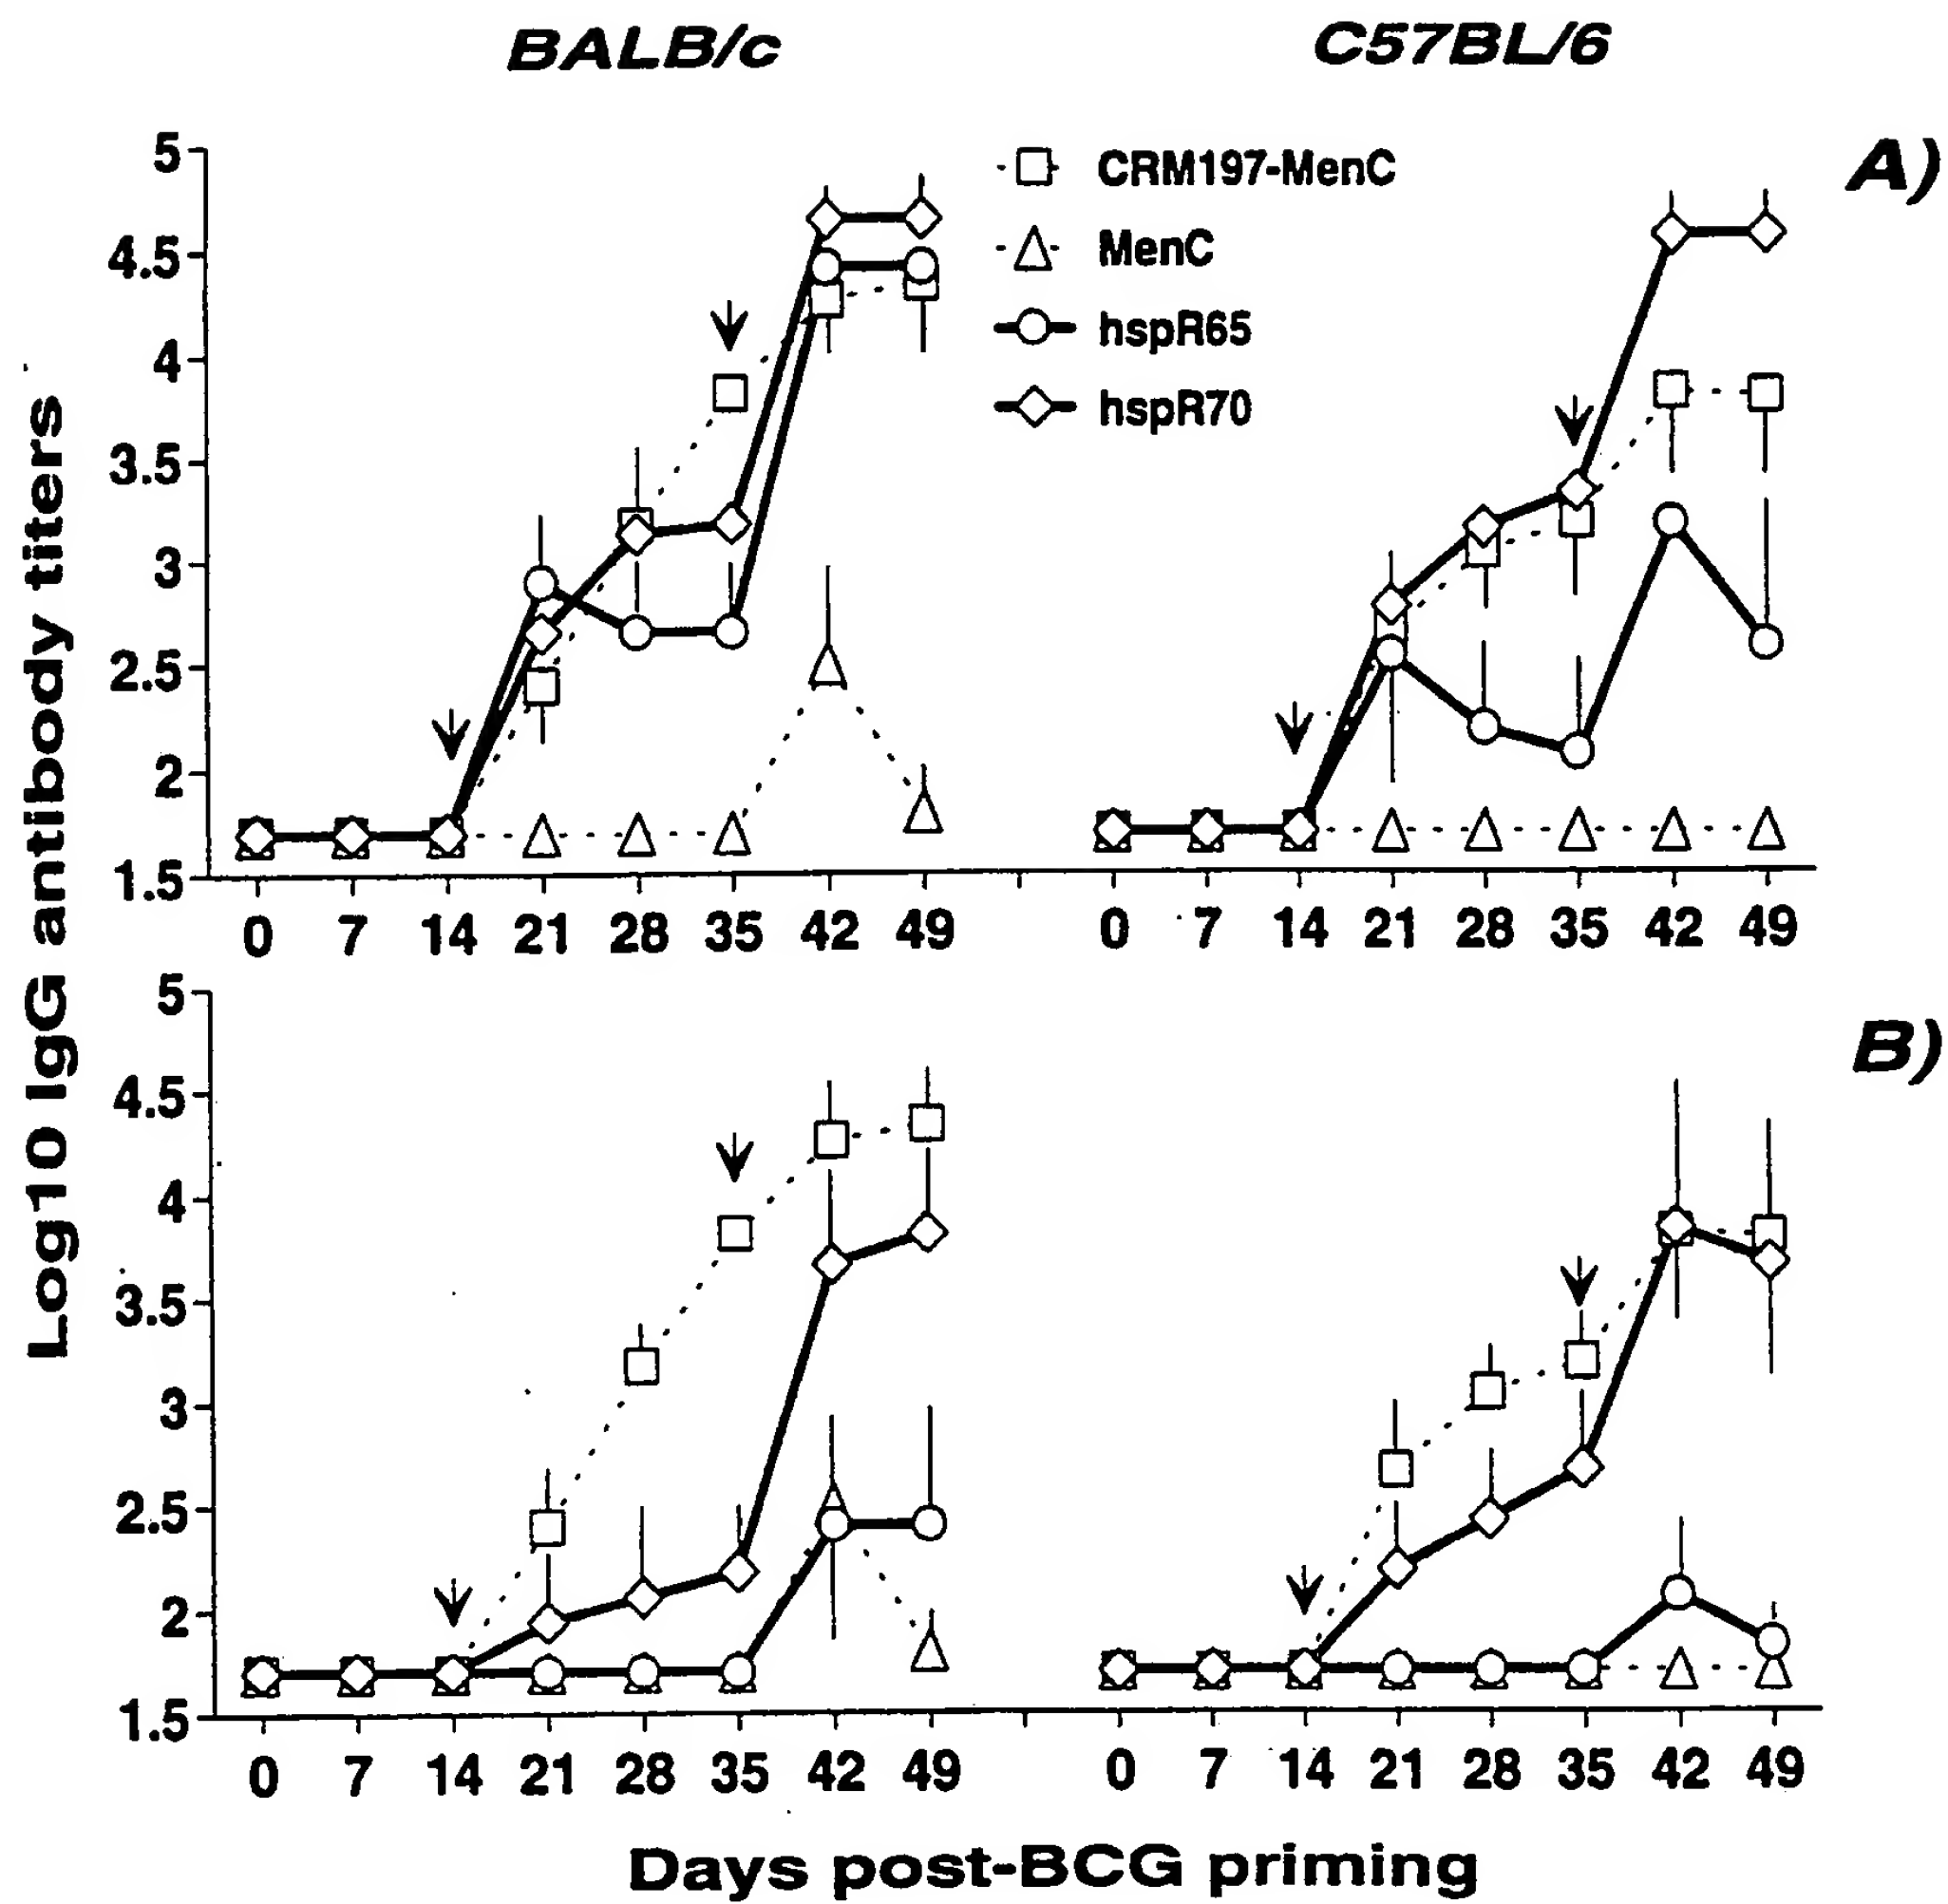 BALB/c C57BL/6
A)
CRM197-MenC
MenC
hspR65
hspR70
Log10 IgG antibody titers
5
4.5
4
3.5
3
2.5
2
1.5
0 7 14 21 28 35 42 49 0 7 14 21 28 35 42 49
B)
5
4.5
4
3.5
3
2.5
2
1.5
0 7 14 21 28 35 42 49 0 7 14 21 28 35 42 49
Days post-BCG priming